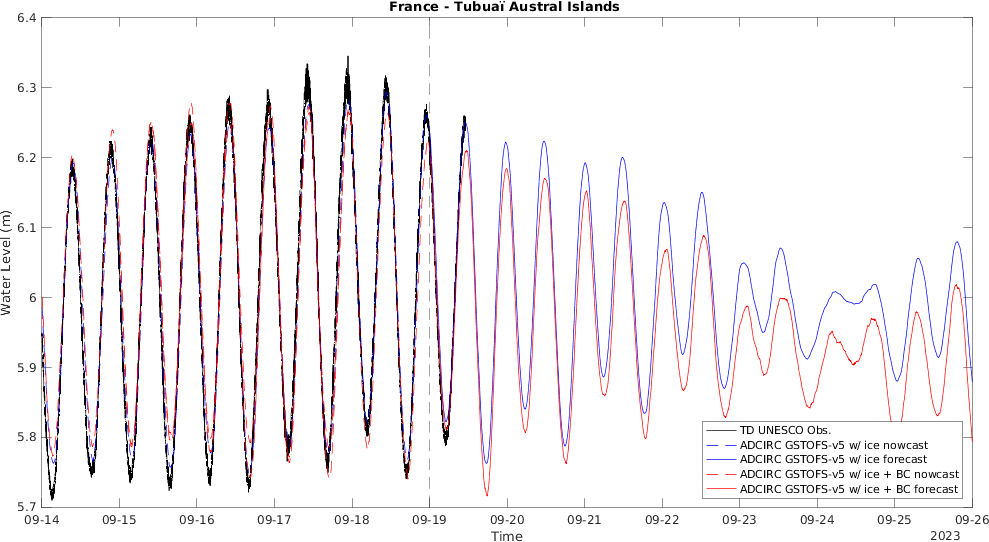 France - Tubuaï Austral Islands
6.4
6.3
6.2
6.1
6
5.9
5.8
5.7
Water Level (m)
TD UNESCO Obs.
ADCIRC GSTOFS-v5 w/ ice nowcast
ADCIRC GSTOFS-v5 w/ ice forecast
ADCIRC GSTOFS-v5 w/ ice + BC nowcast
ADCIRC GSTOFS-v5 w/ ice + BC forecast
09-14 09-15 09-16 09-17 09-18 09-19 09-20 09-21 09-22 09-23 09-24 09-25 09-26
Time
2023